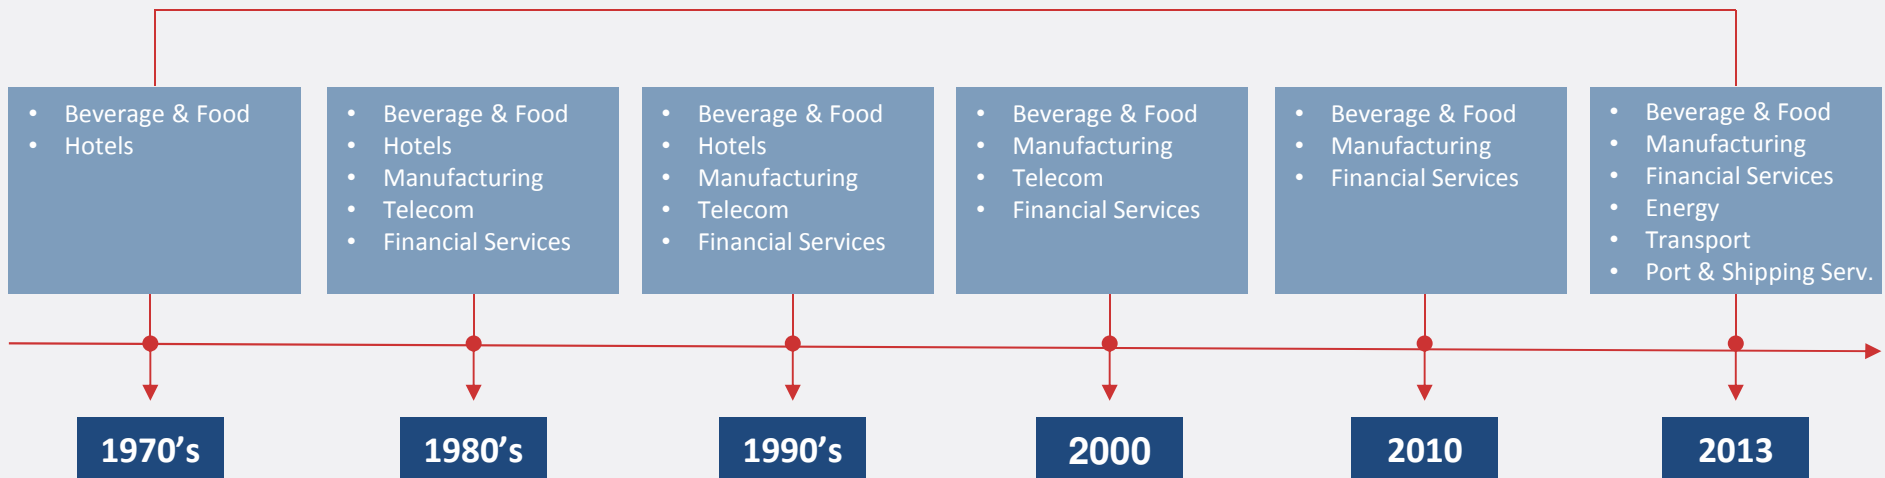 • Beverage & Food
• Hotels
• Beverage & Food
• Hotels
• Manufacturing
• Telecom
• Financial Services
• Beverage & Food
• Hotels
• Manufacturing
• Telecom
• Financial Services
• Beverage & Food
• Manufacturing
• Telecom
• Financial Services
• Beverage & Food
• Manufacturing
• Financial Services
• Beverage & Food
• Manufacturing
• Financial Services
• Energy
• Transport
• Port & Shipping Serv.
1970’s
1980’s
1990’s
2000
2010
2013